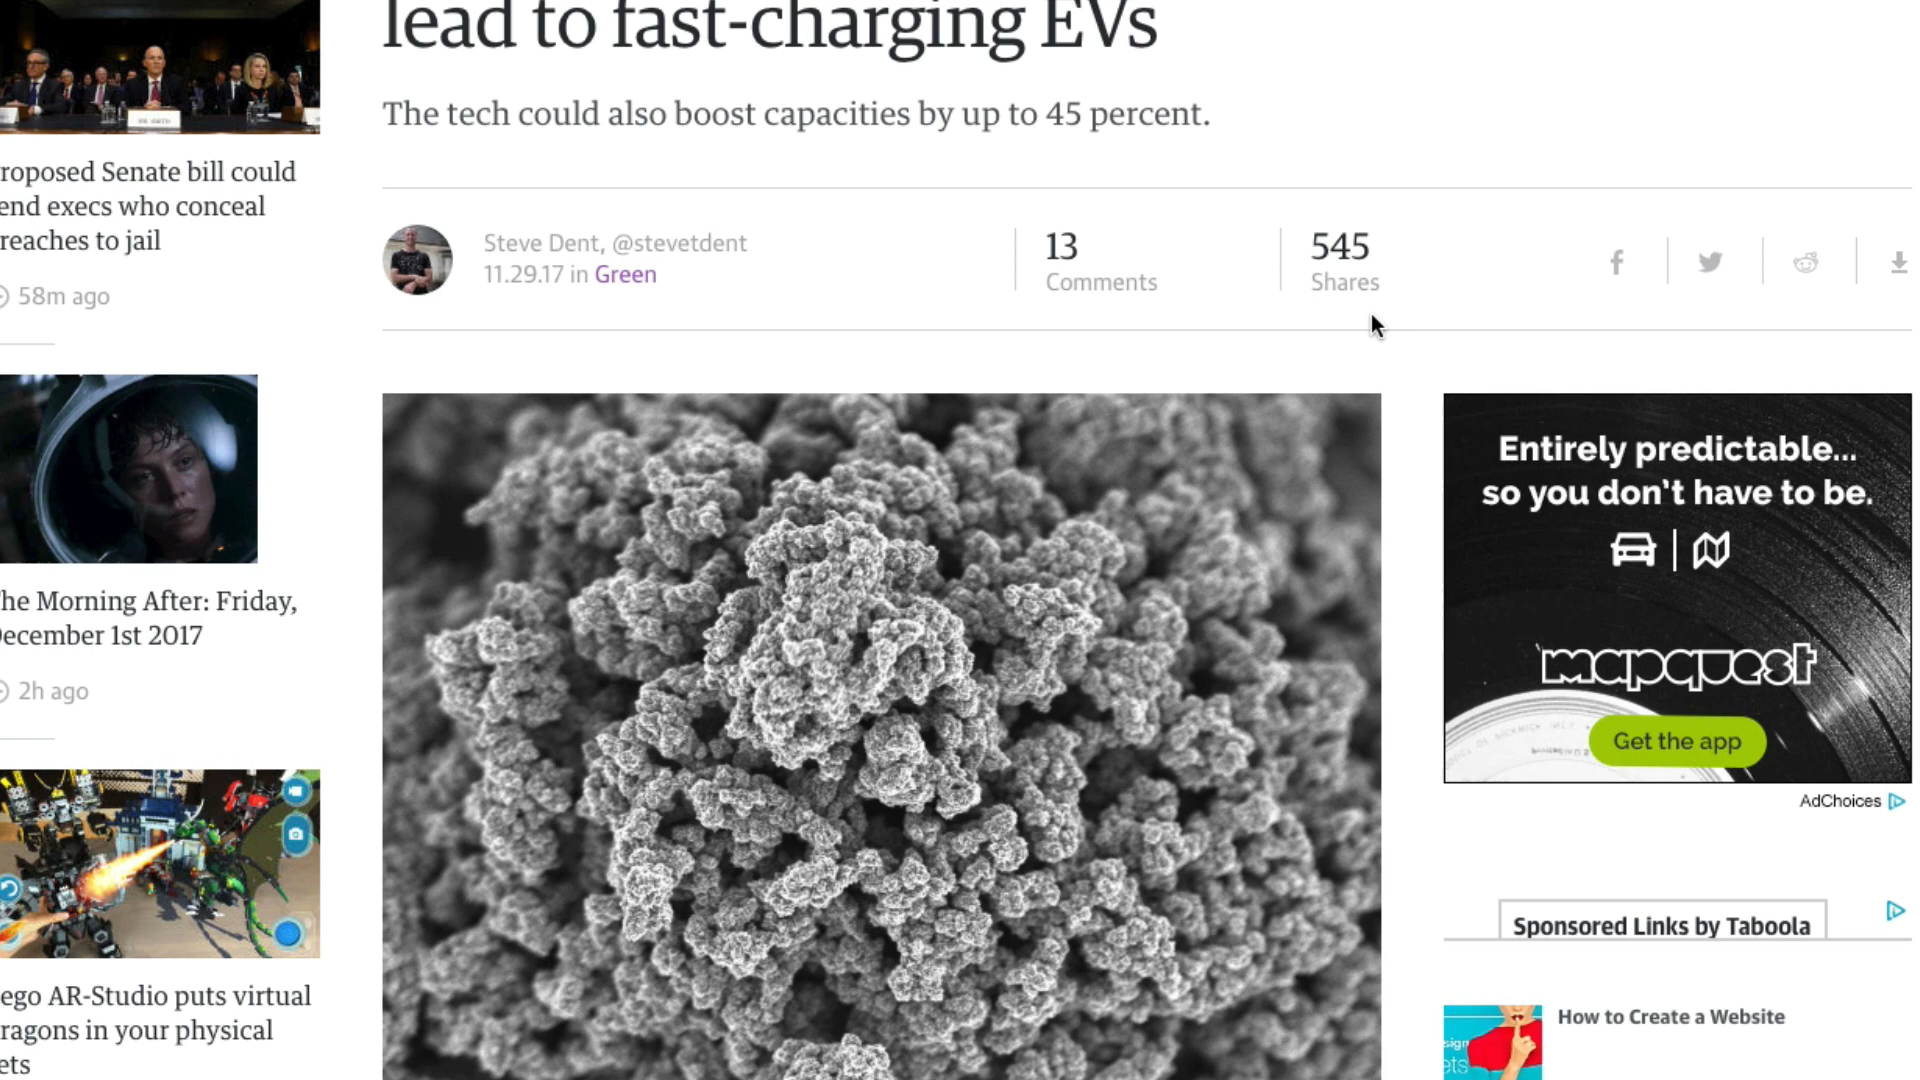 lead to fast-charging EVs
The tech could also boost capacities by up to 45 percent.
Steve Dent, @stevetdent
11.29.17 in Green
13
Comments
545
Shares
roposed Senate bill could
end execs who conceal
reaches to jail
58m ago
he Morning After: Friday,
ecember 1st 2017
2h ago
ego AR-Studio puts virtual
ragons in your physical
ets
Entirely predictable...
so you don't have to be.
mapquest
Get the app
AdChoices
Sponsored Links by Taboola
How to Create a Website